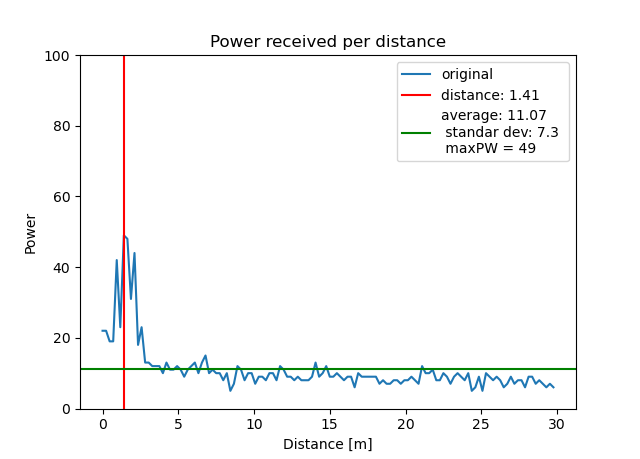 Power received per distance
original
distance: 1.41
average: 11.07
standar dev: 7.3
maxPW = 49
100
80
60
40
20
0
Power
0 5 10 15 20 25 30
Distance [m]